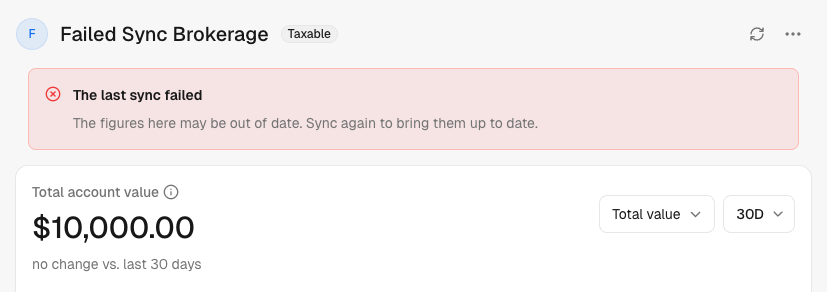 F Failed Sync Brokerage Taxable
The last sync failed
The figures here may be out of date. Sync again to bring them up to date.
Total account value
$10,000.00
Total value 30D
no change vs. last 30 days